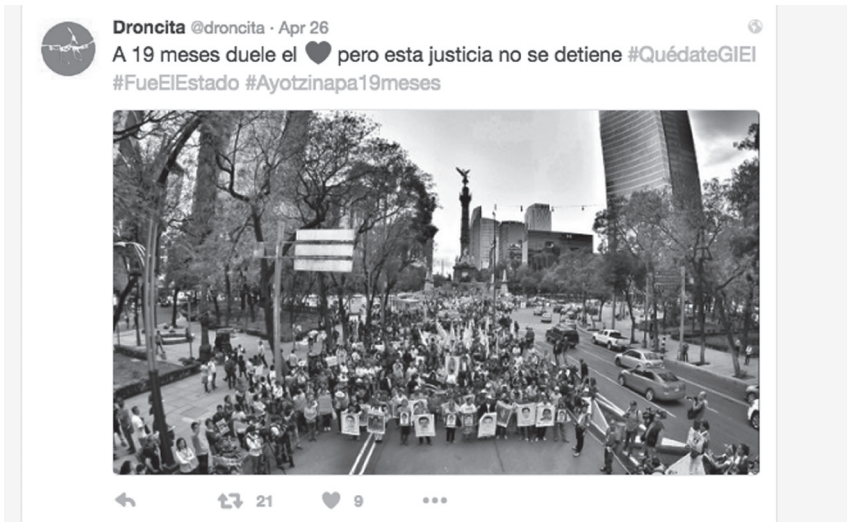 Droncita @droncita · Apr 26
A 19 meses duele el ♥ pero esta justicia no se detiene #QuédateGIEI
#FueElEstado #Ayotzinapa19meses
21 9